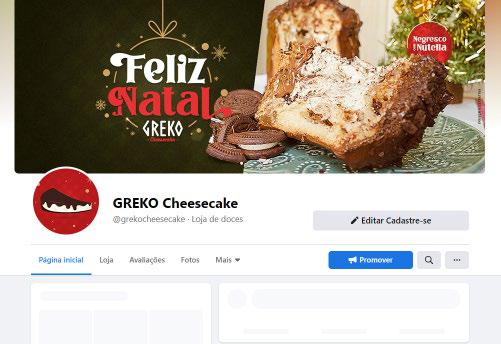 Feliz
Natal
GREKO
Cheesecake
Negresco
com Nutella
GREKO Cheesecake
@grekocheesecake · Loja de doces
Editar Cadastre-se
Página inicial
Loja
Avaliações
Fotos
Mais
Promover